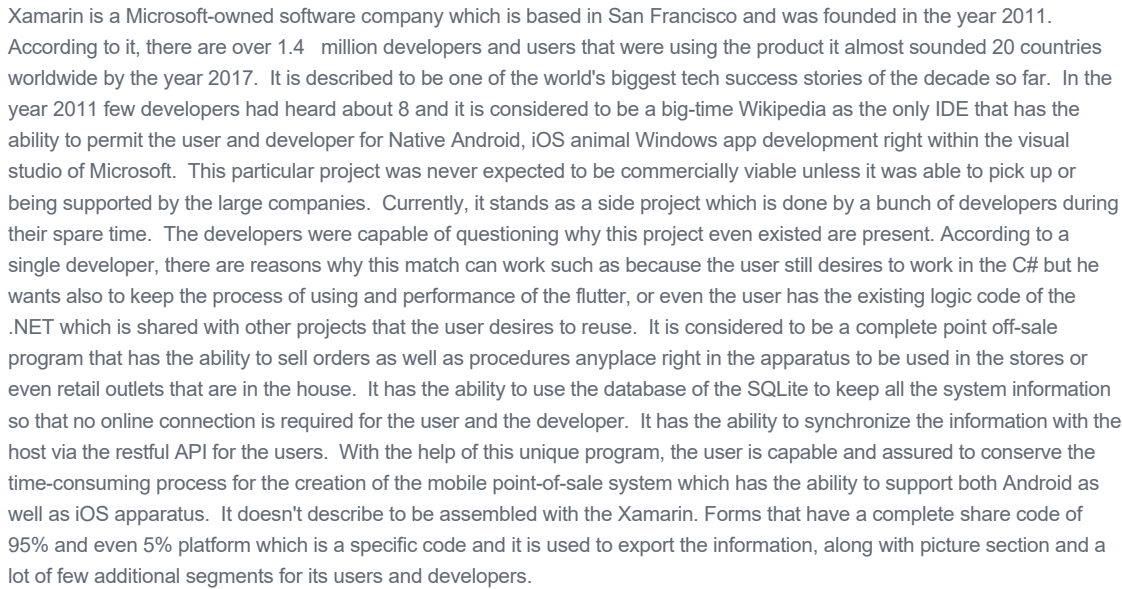 Xamarin is a Microsoft-owned software company which is based in San Francisco and was founded in the year 2011.
According to it, there are over 1.4   million developers and users that were using the product it almost sounded 20 countries
worldwide by the year 2017.  It is described to be one of the world's biggest tech success stories of the decade so far.  In the
year 2011 few developers had heard about 8 and it is considered to be a big-time Wikipedia as the only IDE that has the
ability to permit the user and developer for Native Android, iOS animal Windows app development right within the visual
studio of Microsoft.  This particular project was never expected to be commercially viable unless it was able to pick up or
being supported by the large companies.  Currently, it stands as a side project which is done by a bunch of developers during
their spare time.  The developers were capable of questioning why this project even existed are present. According to a
single developer, there are reasons why this match can work such as because the user still desires to work in the C# but he
wants also to keep the process of using and performance of the flutter, or even the user has the existing logic code of the
.NET which is shared with other projects that the user desires to reuse.  It is considered to be a complete point off-sale
program that has the ability to sell orders as well as procedures anyplace right in the apparatus to be used in the stores or
even retail outlets that are in the house.  It has the ability to use the database of the SQLite to keep all the system information
so that no online connection is required for the user and the developer.  It has the ability to synchronize the information with the
host via the restful API for the users.  With the help of this unique program, the user is capable and assured to conserve the
time-consuming process for the creation of the mobile point-of-sale system which has the ability to support both Android as
well as iOS apparatus.  It doesn't describe to be assembled with the Xamarin. Forms that have a complete share code of
95% and even 5% platform which is a specific code and it is used to export the information, along with picture section and a
lot of few additional segments for its users and developers.